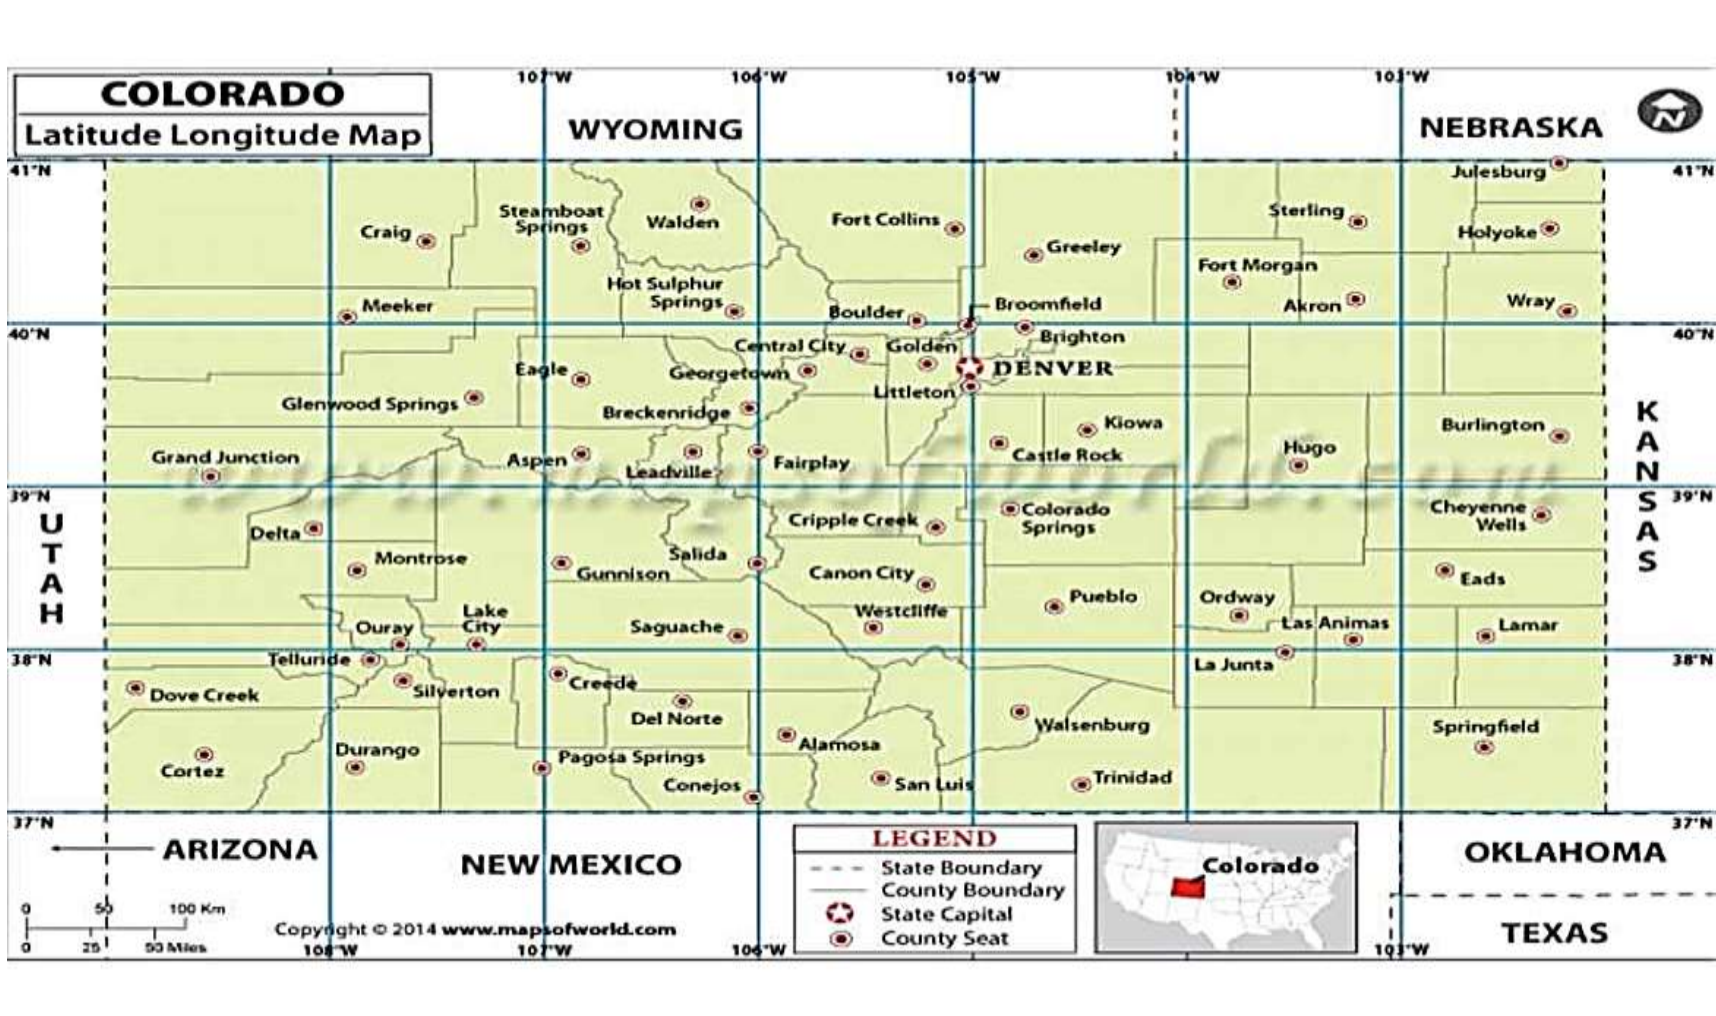 COLORADO
Latitude Longitude Map
107°W
106°W
105°W
104°W
103°W
WYOMING
NEBRASKA
N
41°N
41°N
Julesburg
Steamboat
Springs
Walden
Fort Collins
Sterling
Craig
Holyoke
Greeley
Fort Morgan
Hot Sulphur
Springs
Meeker
Boulder
Broomfield
Akron
Wray
40°N
40°N
Central City
Golden
Brighton
Eagle
Georgetown
DENVER
Littleton
Glenwood Springs
Breckenridge
Kiowa
Burlington
KANSAS
Grand Junction
Aspen
Leadville
Fairplay
Castle Rock
Hugo
www.mapsofworld.com
39°N
39°N
UTAH
Delta
Cripple Creek
Colorado
Springs
Cheyenne
Wells
Montrose
Salida
Gunnison
Canon City
Eads
Pueblo
Ordway
Lake
City
Westcliffe
Ouray
Saguache
Las Animas
Lamar
38°N
38°N
Telluride
La Junta
Dove Creek
Silverton
Creede
Del Norte
Walsenburg
Springfield
Durango
Alamosa
Cortez
Pagosa Springs
Conejos
San Luis
Trinidad
37°N
37°N
ARIZONA
NEW MEXICO
OKLAHOMA
TEXAS
LEGEND
State Boundary
County Boundary
State Capital
County Seat
Colorado
0 50 100 Km
0 25 50 Miles
Copyright © 2014 www.mapsofworld.com
108°W
107°W
106°W
103°W